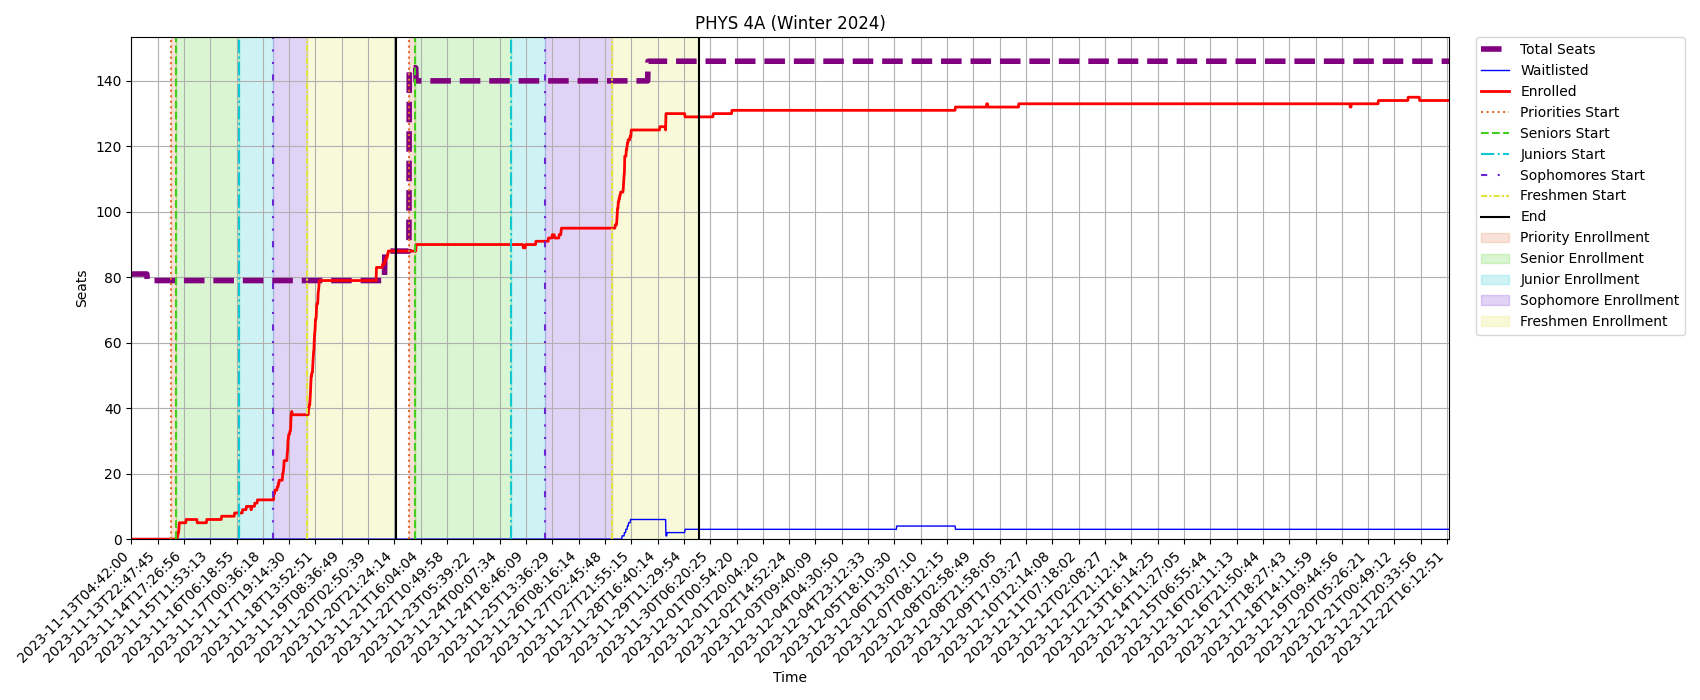 PHYS 4A (Winter 2024)
Seats
140
120
100
80
60
40
20
0
2023-11-13T04:42:00
2023-11-13T22:47:45
2023-11-14T17:26:56
2023-11-15T11:53:13
2023-11-16T06:18:55
2023-11-17T00:36:18
2023-11-17T19:14:30
2023-11-18T13:52:51
2023-11-19T08:36:49
2023-11-20T02:50:39
2023-11-20T21:24:14
2023-11-21T16:04:04
2023-11-22T10:49:58
2023-11-23T05:39:22
2023-11-24T00:07:34
2023-11-24T18:46:09
2023-11-25T13:36:29
2023-11-26T08:16:14
2023-11-27T02:45:48
2023-11-27T21:55:15
2023-11-28T16:40:14
2023-11-29T11:29:54
2023-11-30T06:20:25
2023-12-01T00:54:20
2023-12-01T20:04:20
2023-12-02T14:52:24
2023-12-03T09:40:09
2023-12-04T04:30:50
2023-12-04T23:12:33
2023-12-05T18:10:30
2023-12-06T13:07:10
2023-12-07T08:12:15
2023-12-08T02:58:49
2023-12-08T21:58:05
2023-12-09T17:03:27
2023-12-10T12:14:08
2023-12-11T07:18:02
2023-12-12T02:08:27
2023-12-12T21:12:14
2023-12-13T16:14:25
2023-12-14T11:27:05
2023-12-15T06:55:44
2023-12-16T02:11:13
2023-12-16T21:50:44
2023-12-17T18:27:43
2023-12-18T14:11:59
2023-12-19T09:44:56
2023-12-20T05:26:21
2023-12-21T00:49:12
2023-12-21T20:33:56
2023-12-22T16:12:51
Time
Total Seats
Waitlisted
Enrolled
Priorities Start
Seniors Start
Juniors Start
Sophomores Start
Freshmen Start
End
Priority Enrollment
Senior Enrollment
Junior Enrollment
Sophomore Enrollment
Freshmen Enrollment